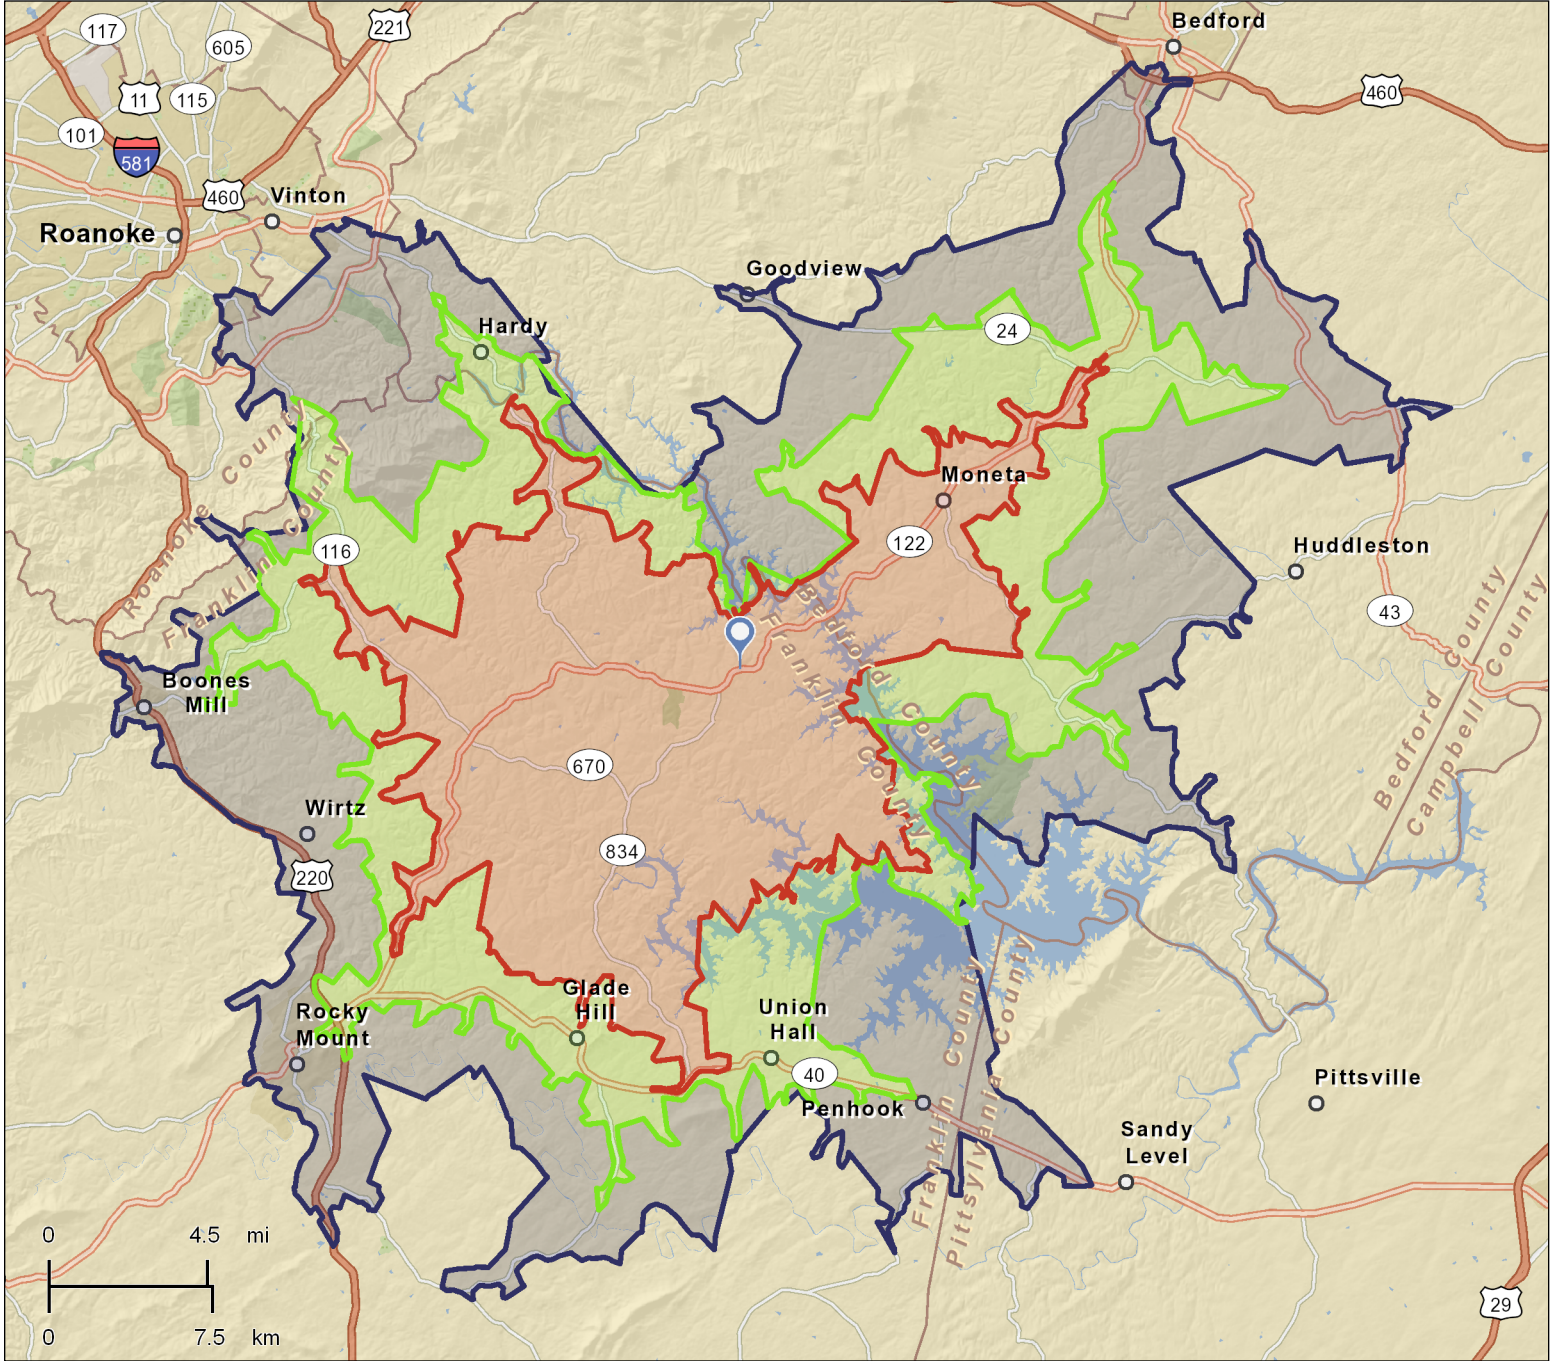 Bedford
117
221
605
11
115
460
101
581
460
Vinton
Roanoke
Goodview
Hardy
24
Moneta
122
Roanoke County
Franklin County
116
Huddleston
43
Bedford County
Franklin County
Boones
Mill
Bedford County
Campbell County
670
Wirtz
834
220
Glade
Hill
Rocky
Mount
Union
Hall
40
Penhook
Franklin County
Pittsylvania County
Pittsville
Sandy
Level
0 4.5 mi
0 7.5 km
29